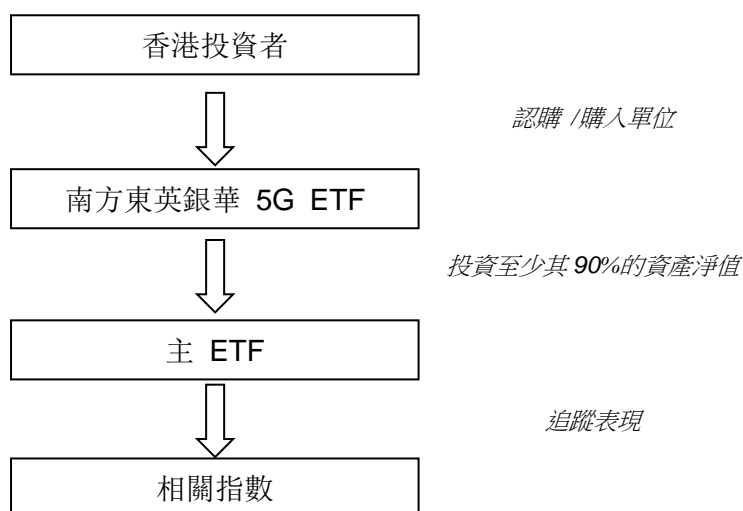 香港投資者
認購 /購入單位
南方東英銀華 5G ETF
投資至少其 90%的資產淨值
主 ETF
追蹤表現
相關指數